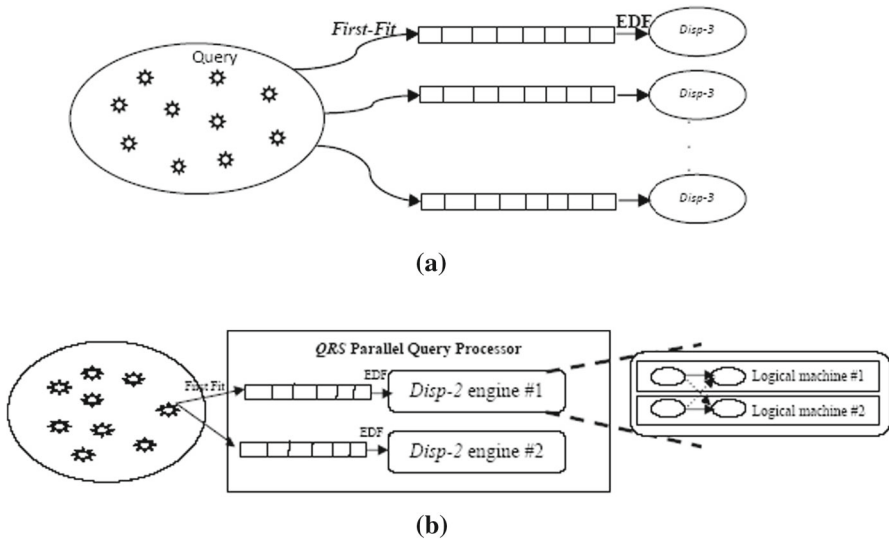 First-Fit
EDF
Disp-3
Query
Disp-3
Disp-3
(a)
QRS Parallel Query Processor
First Fit
EDF
Disp-2 engine #1
Logical machine #1
Logical machine #2
EDF
Disp-2 engine #2
(b)